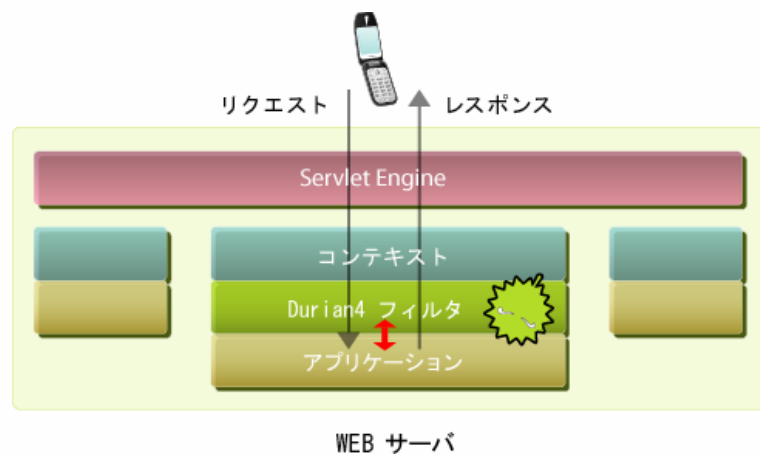 リクエスト
レスポンス
Servlet Engine
コンテキスト
Durian4 フィルタ
アプリケーション
WEB サーバ